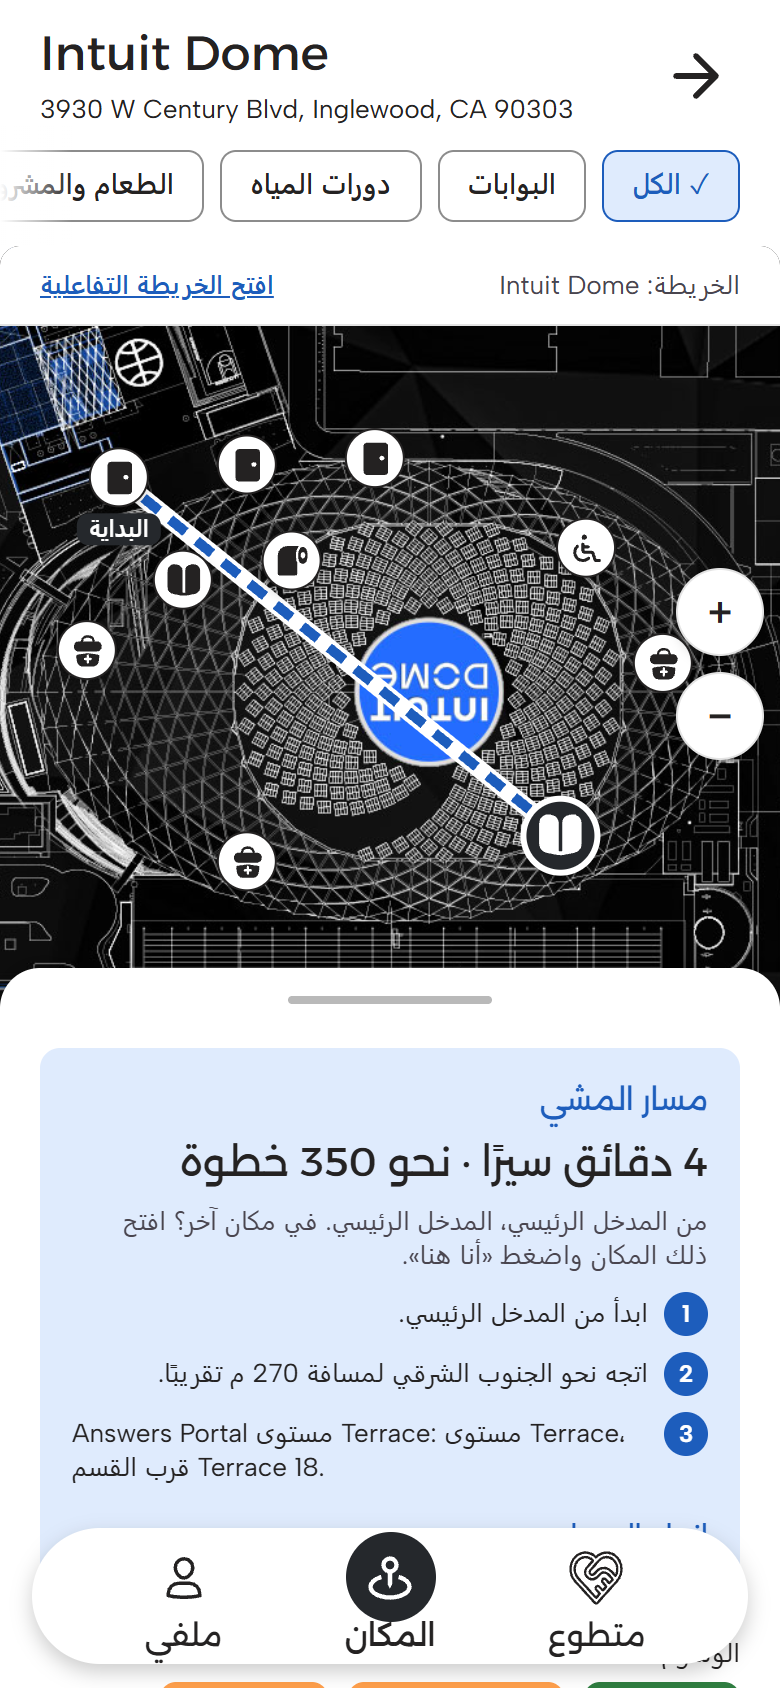 Intuit Dome
3930 W Century Blvd, Inglewood, CA 90303
✓ الكل
البوابات
دورات المياه
الطعام والمشرو
الخريطة: Intuit Dome
افتح الخريطة التفاعلية
البداية
INTUIT
DOME
+
−
مسار المشي
4 دقائق سيرًا · نحو 350 خطوة
من المدخل الرئيسي، المدخل الرئيسي. في مكان آخر؟ افتح
ذلك المكان واضغط «أنا هنا».
1 ابدأ من المدخل الرئيسي.
2 اتجه نحو الجنوب الشرقي لمسافة 270 م تقريبًا.
3 Answers Portal مستوى Terrace: مستوى Terrace،
قرب القسم Terrace 18.
متطوع
المكان
ملفي